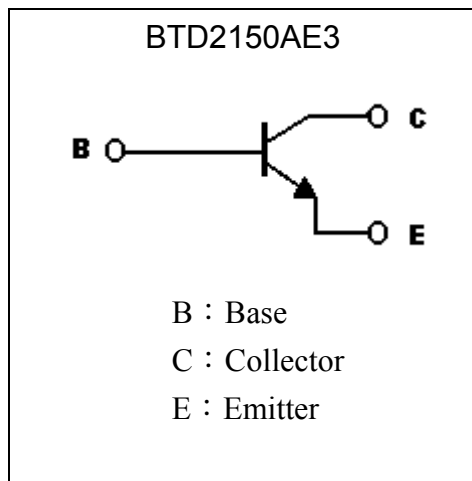 BTD2150AE3
C
B
E
B：Base
C：Collector
E：Emitter